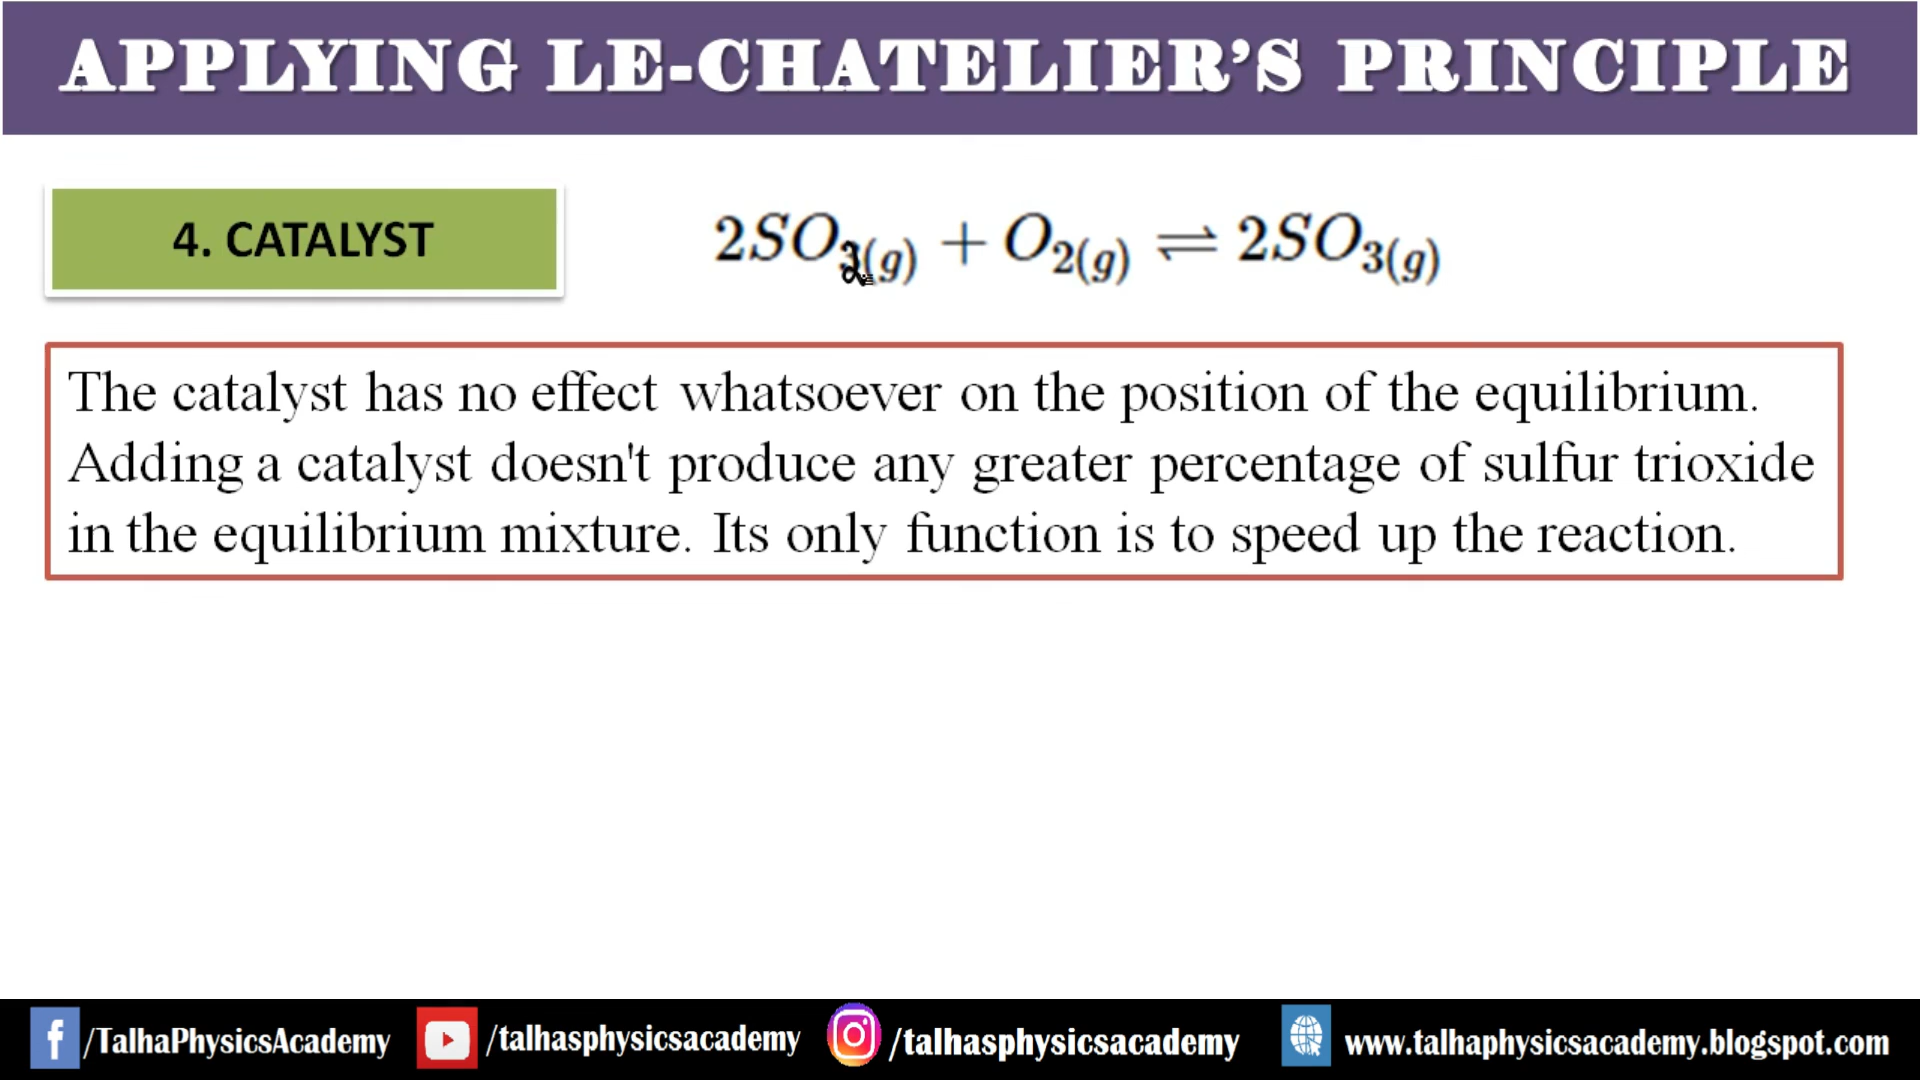 APPLYING LE-CHATELIER’S PRINCIPLE
4. CATALYST
2SO₂(g) + O₂(g) ⇌ 2SO₃(g)
The catalyst has no effect whatsoever on the position of the equilibrium.
Adding a catalyst doesn't produce any greater percentage of sulfur trioxide
in the equilibrium mixture. Its only function is to speed up the reaction.
/TalhaPhysicsAcademy /talhasphysicsacademy /talhasphysicsacademy www.talhaphysicsacademy.blogspot.com